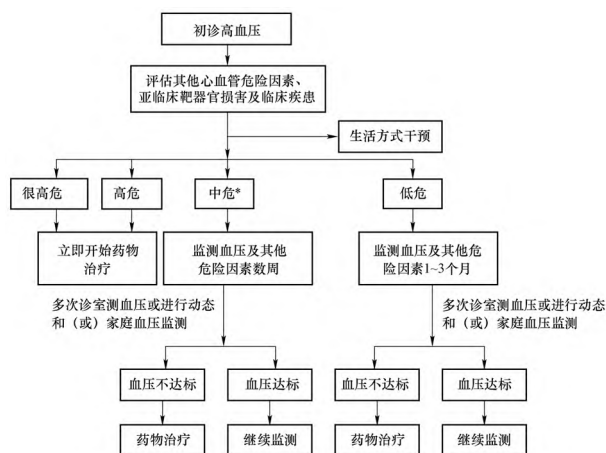 初诊高血压
评估其他心血管危险因素、
亚临床靶器官损害及临床疾患
生活方式干预
很高危
高危
中危*
低危
立即开始药物
治疗
监测血压及其他
危险因素数周
监测血压及其他危
险因素1~3个月
多次诊室测血压或进行动态
和（或）家庭血压监测
多次诊室测血压或进行动态
和（或）家庭血压监测
血压不达标
血压达标
血压不达标
血压达标
药物治疗
继续监测
药物治疗
继续监测